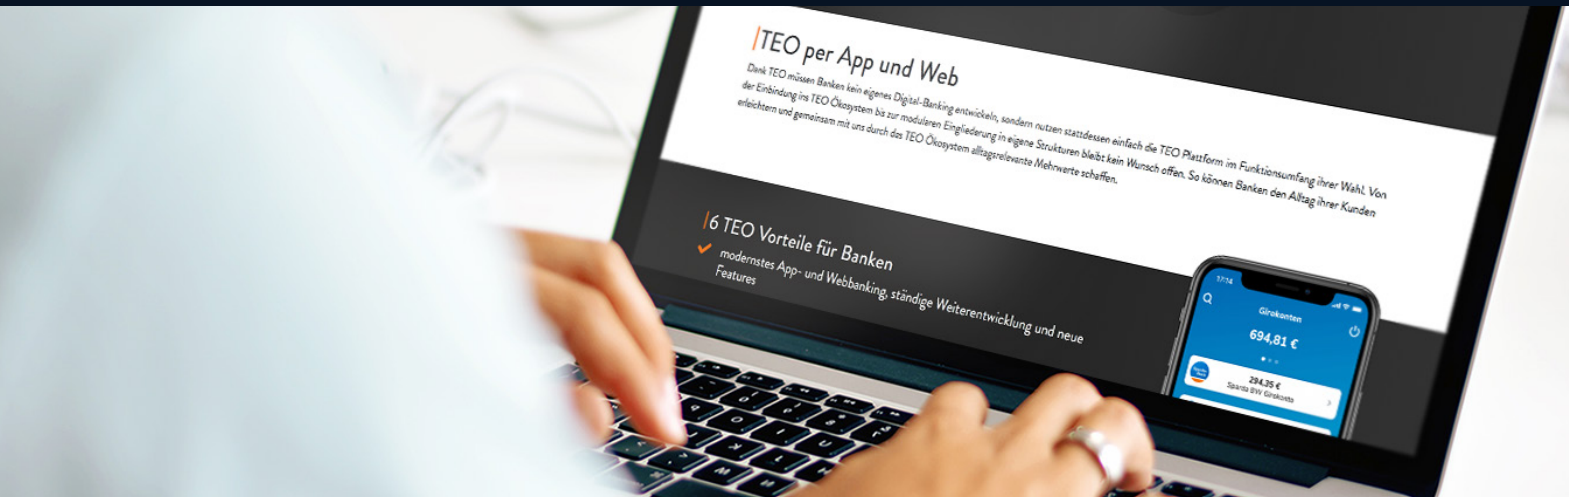 TEO per App und Web
Dank TEO müssen Banken kein eigenes Digital-Banking entwickeln, sondern nutzen stattdessen einfach die TEO Plattform im Funktionsumfang ihrer Wahl. Von
der Einbindung ins TEO Ökosystem bis zur modularen Eingliederung in eigene Strukturen bleibt kein Wunsch offen. So können Banken den Alltag ihrer Kunden
erleichtern und gemeinsam mit uns durch das TEO Ökosystem alltagsrelevante Mehrwerte schaffen.
6 TEO Vorteile für Banken
modernstes App- und Webbanking, ständige Weiterentwicklung und neue
Features
17:14
Girokonten
694,81 €
294,35 €
Sparda BW Girokonto